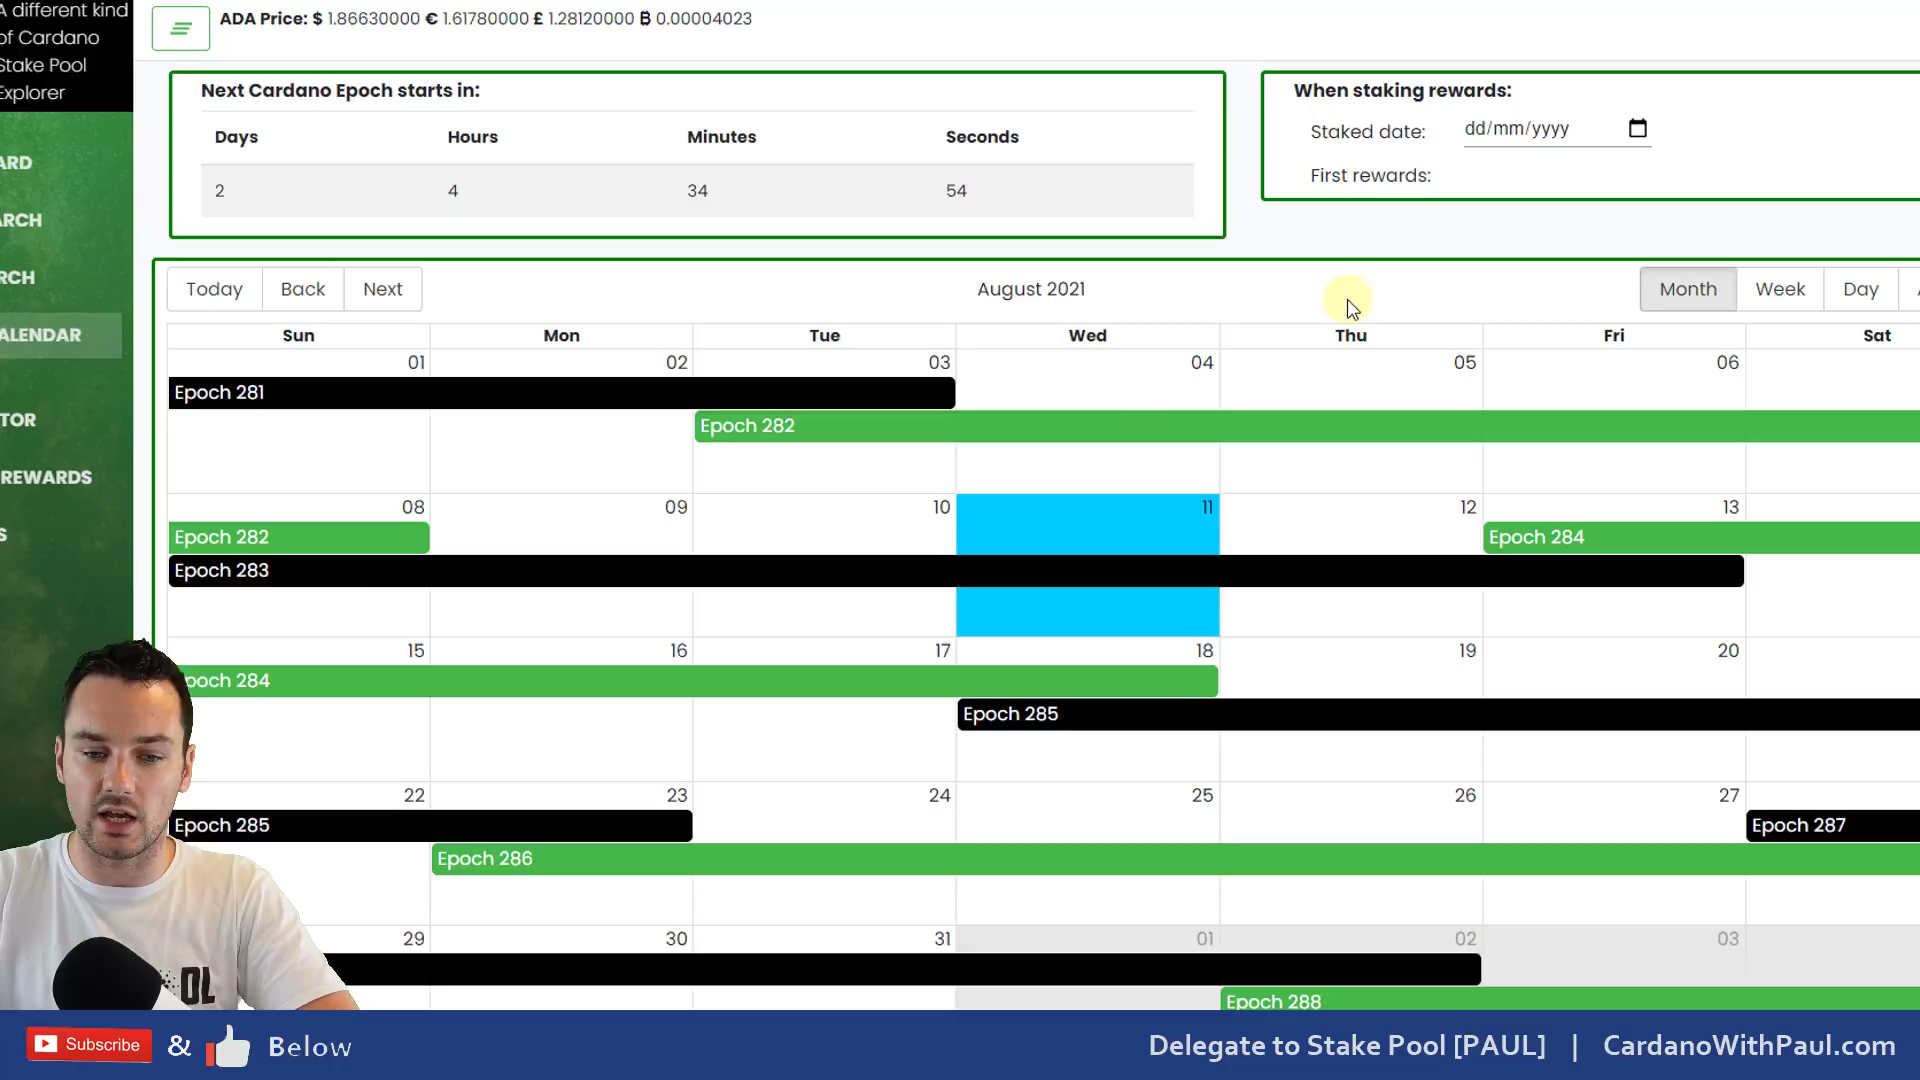 A different kind
of Cardano
Stake Pool
Explorer
ADA Price: $ 1.86630000 € 1.61780000 £ 1.28120000 ₿ 0.00004023
Next Cardano Epoch starts in:
Days Hours Minutes Seconds
2 4 34 54
When staking rewards:
Staked date: dd/mm/yyyy
First rewards:
ARD
ARCH
RCH
ALENDAR
TOR
REWARDS
S
Today Back Next
August 2021
Month Week Day
Sun Mon Tue Wed Thu Fri Sat
01 02 03 04 05 06
Epoch 281
Epoch 282
08 09 10 11 12 13
Epoch 282
Epoch 284
Epoch 283
15 16 17 18 19 20
poch 284
Epoch 285
22 23 24 25 26 27
Epoch 285
Epoch 287
Epoch 286
29 30 31 01 02 03
Epoch 288
OL
Subscribe & Below
Delegate to Stake Pool [PAUL] | CardanoWithPaul.com